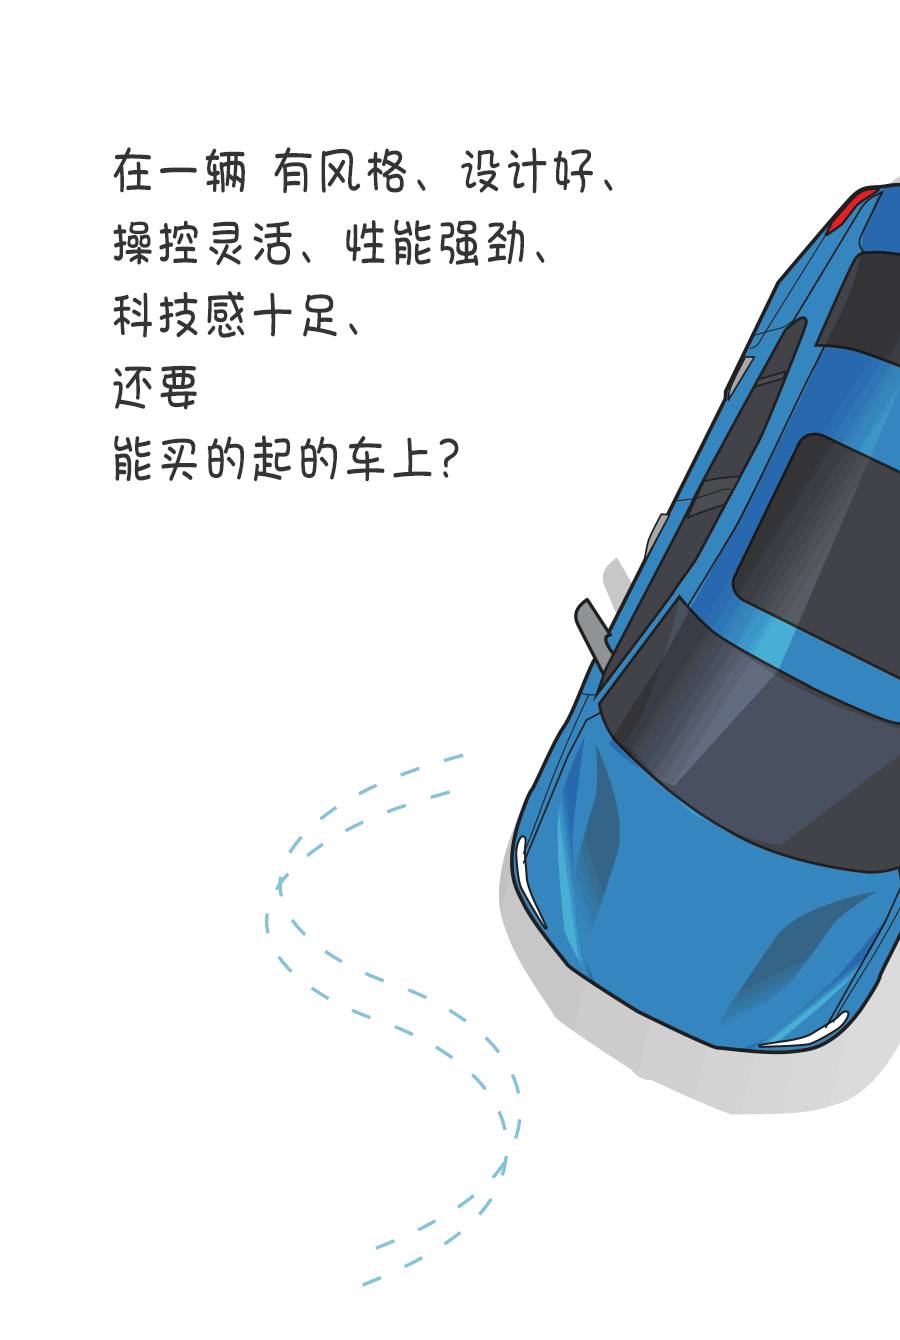 在一辆 有风格、设计好、
操控灵活、性能强劲、
科技感十足、
还要
能买的起的车上?